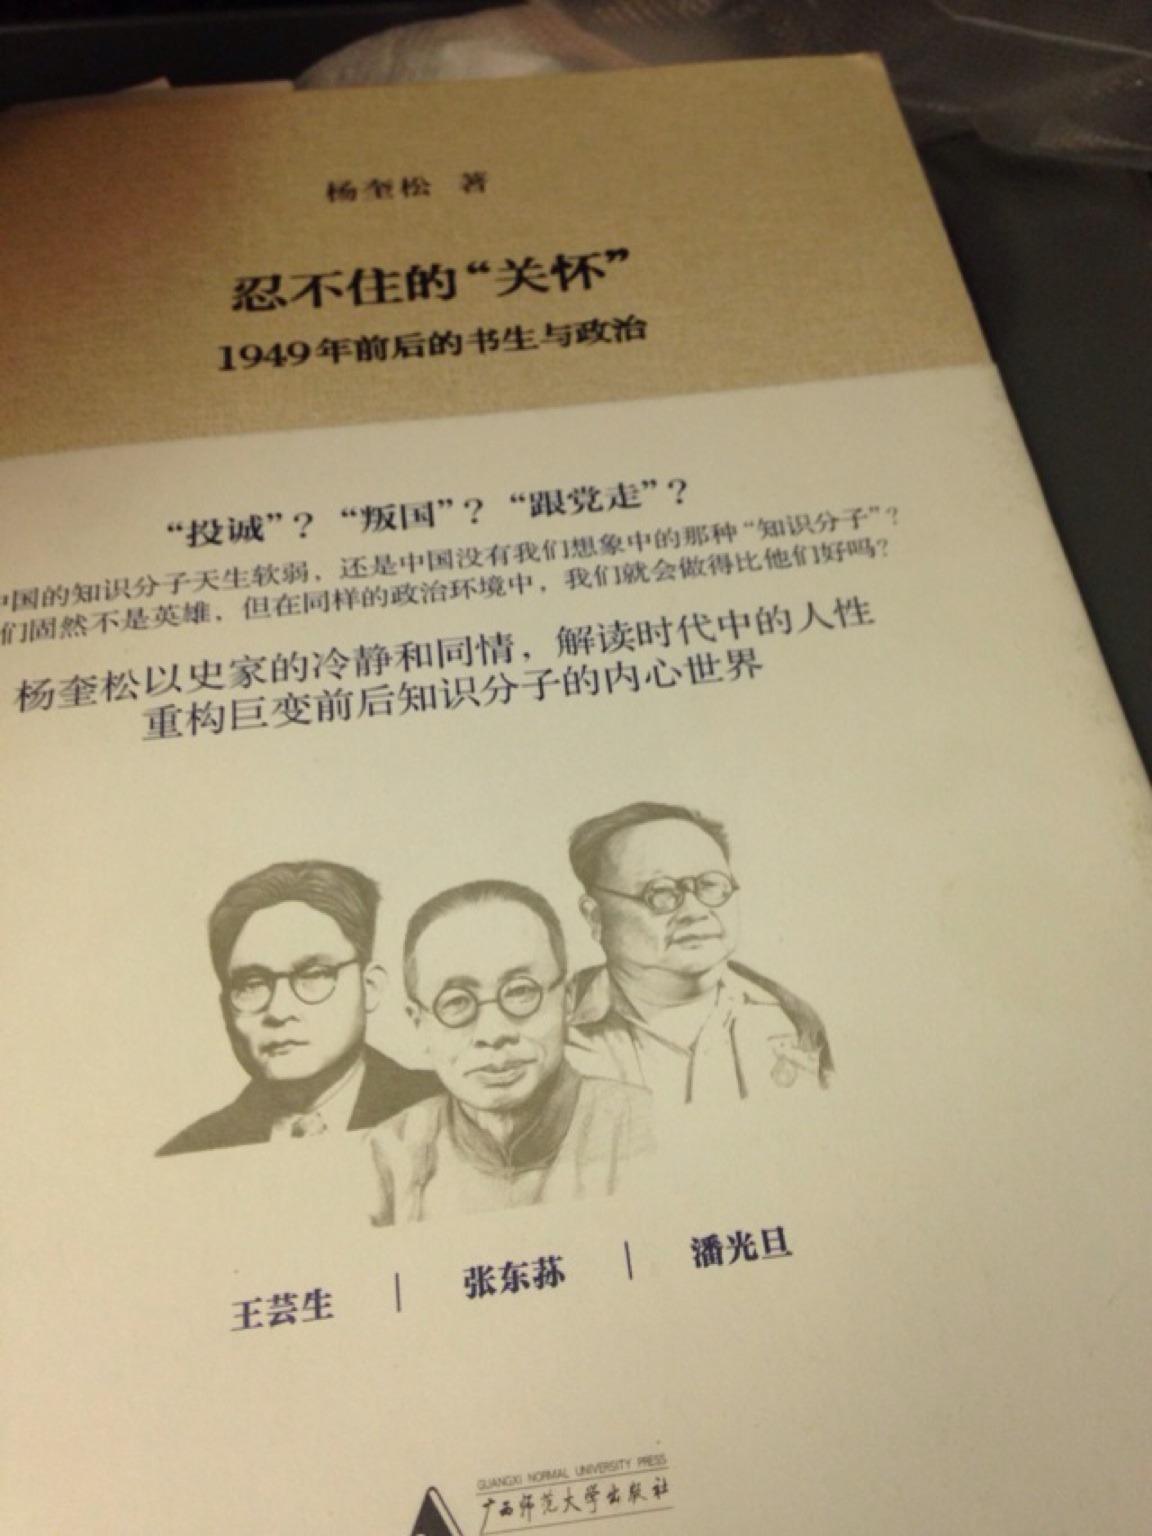 杨奎松 著
忍不住的“关怀”
1949年前后的书生与政治
“投诚”？“叛国”？“跟党走”？
中国的知识分子天生软弱，还是中国没有我们想象中的那种“知识分子”？
们固然不是英雄，但在同样的政治环境中，我们就会做得比他们好吗？
杨奎松以史家的冷静和同情，解读时代中的人性
重构巨变前后知识分子的内心世界
王芸生 | 张东荪 | 潘光旦
GUANGXI NORMAL UNIVERSITY PRESS
广西师范大学出版社